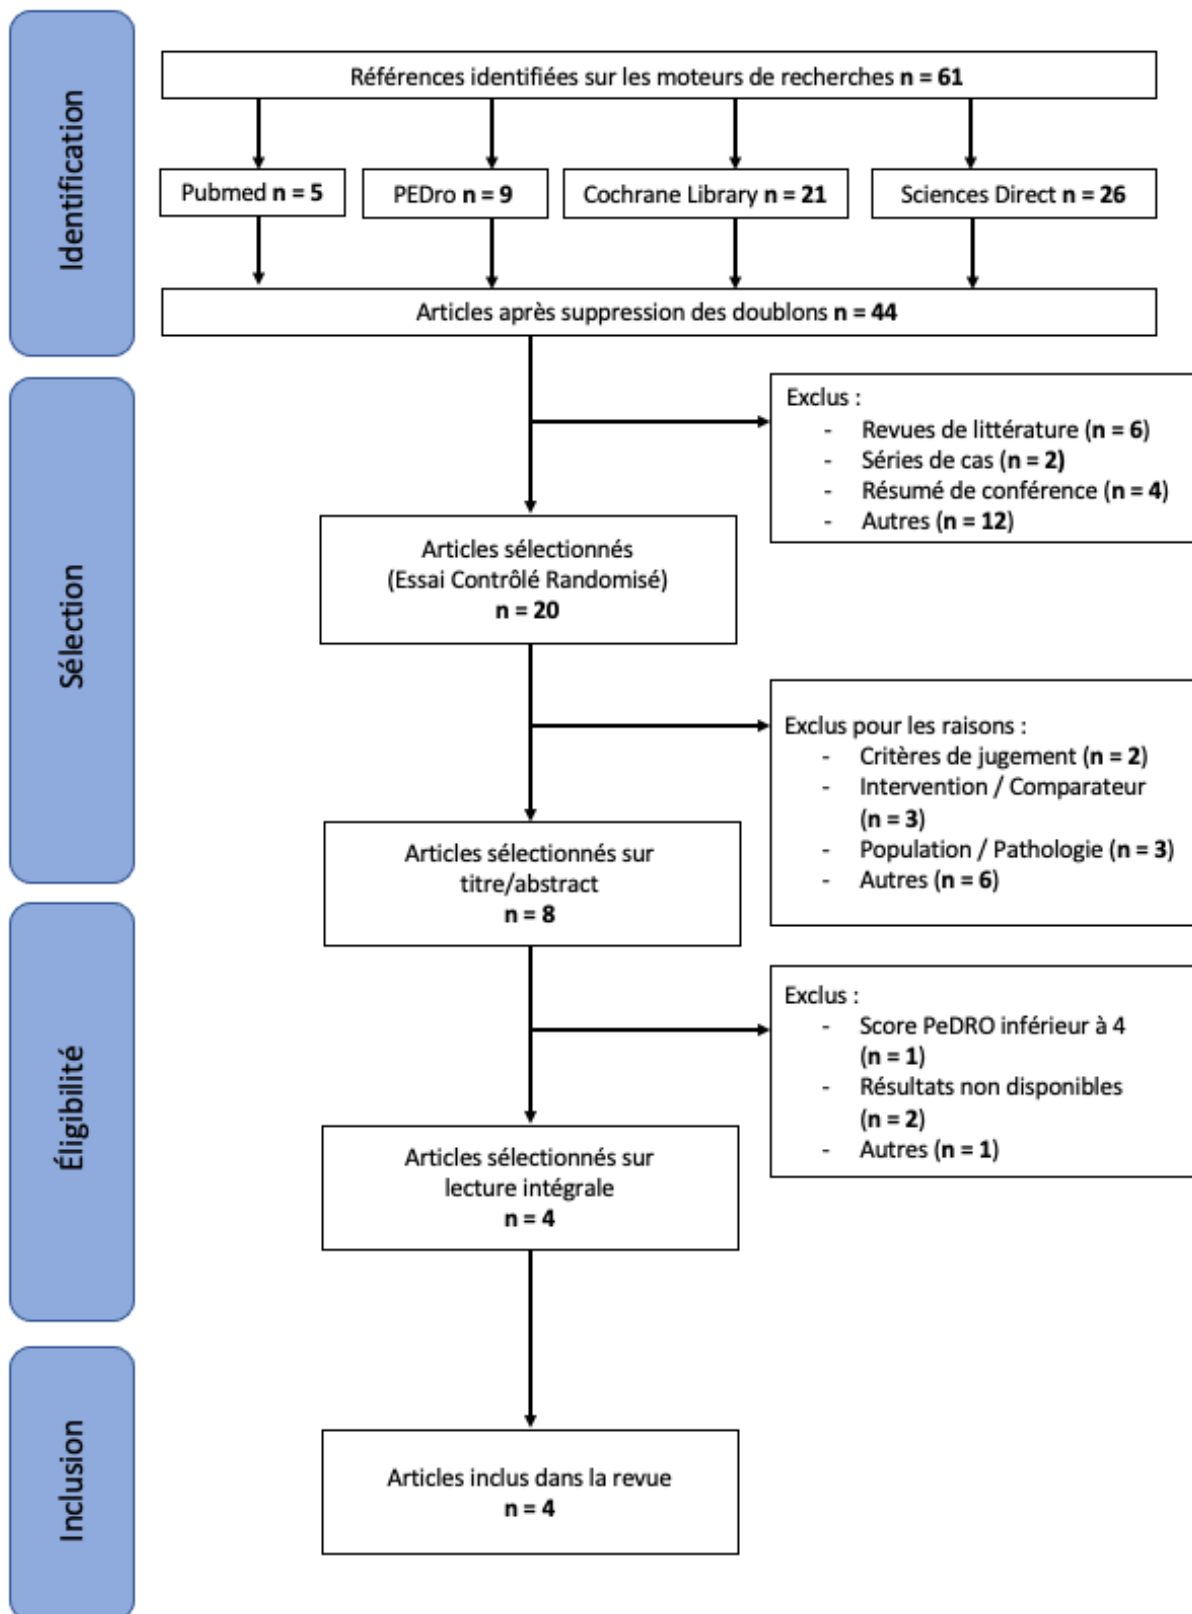 Identification
Références identifiées sur les moteurs de recherches n = 61
Pubmed n = 5
PEDro n = 9
Cochrane Library n = 21
Sciences Direct n = 26
Articles après suppression des doublons n = 44
Sélection
Exclus :
- Revues de littérature (n = 6)
- Séries de cas (n = 2)
- Résumé de conférence (n = 4)
- Autres (n = 12)
Articles sélectionnés
(Essai Contrôlé Randomisé)
n = 20
Exclus pour les raisons :
- Critères de jugement (n = 2)
- Intervention / Comparateur
(n = 3)
- Population / Pathologie (n = 3)
- Autres (n = 6)
Articles sélectionnés sur
titre/abstract
n = 8
Éligibilité
Exclus :
- Score PeDRO inférieur à 4
(n = 1)
- Résultats non disponibles
(n = 2)
- Autres (n = 1)
Articles sélectionnés sur
lecture intégrale
n = 4
Inclusion
Articles inclus dans la revue
n = 4